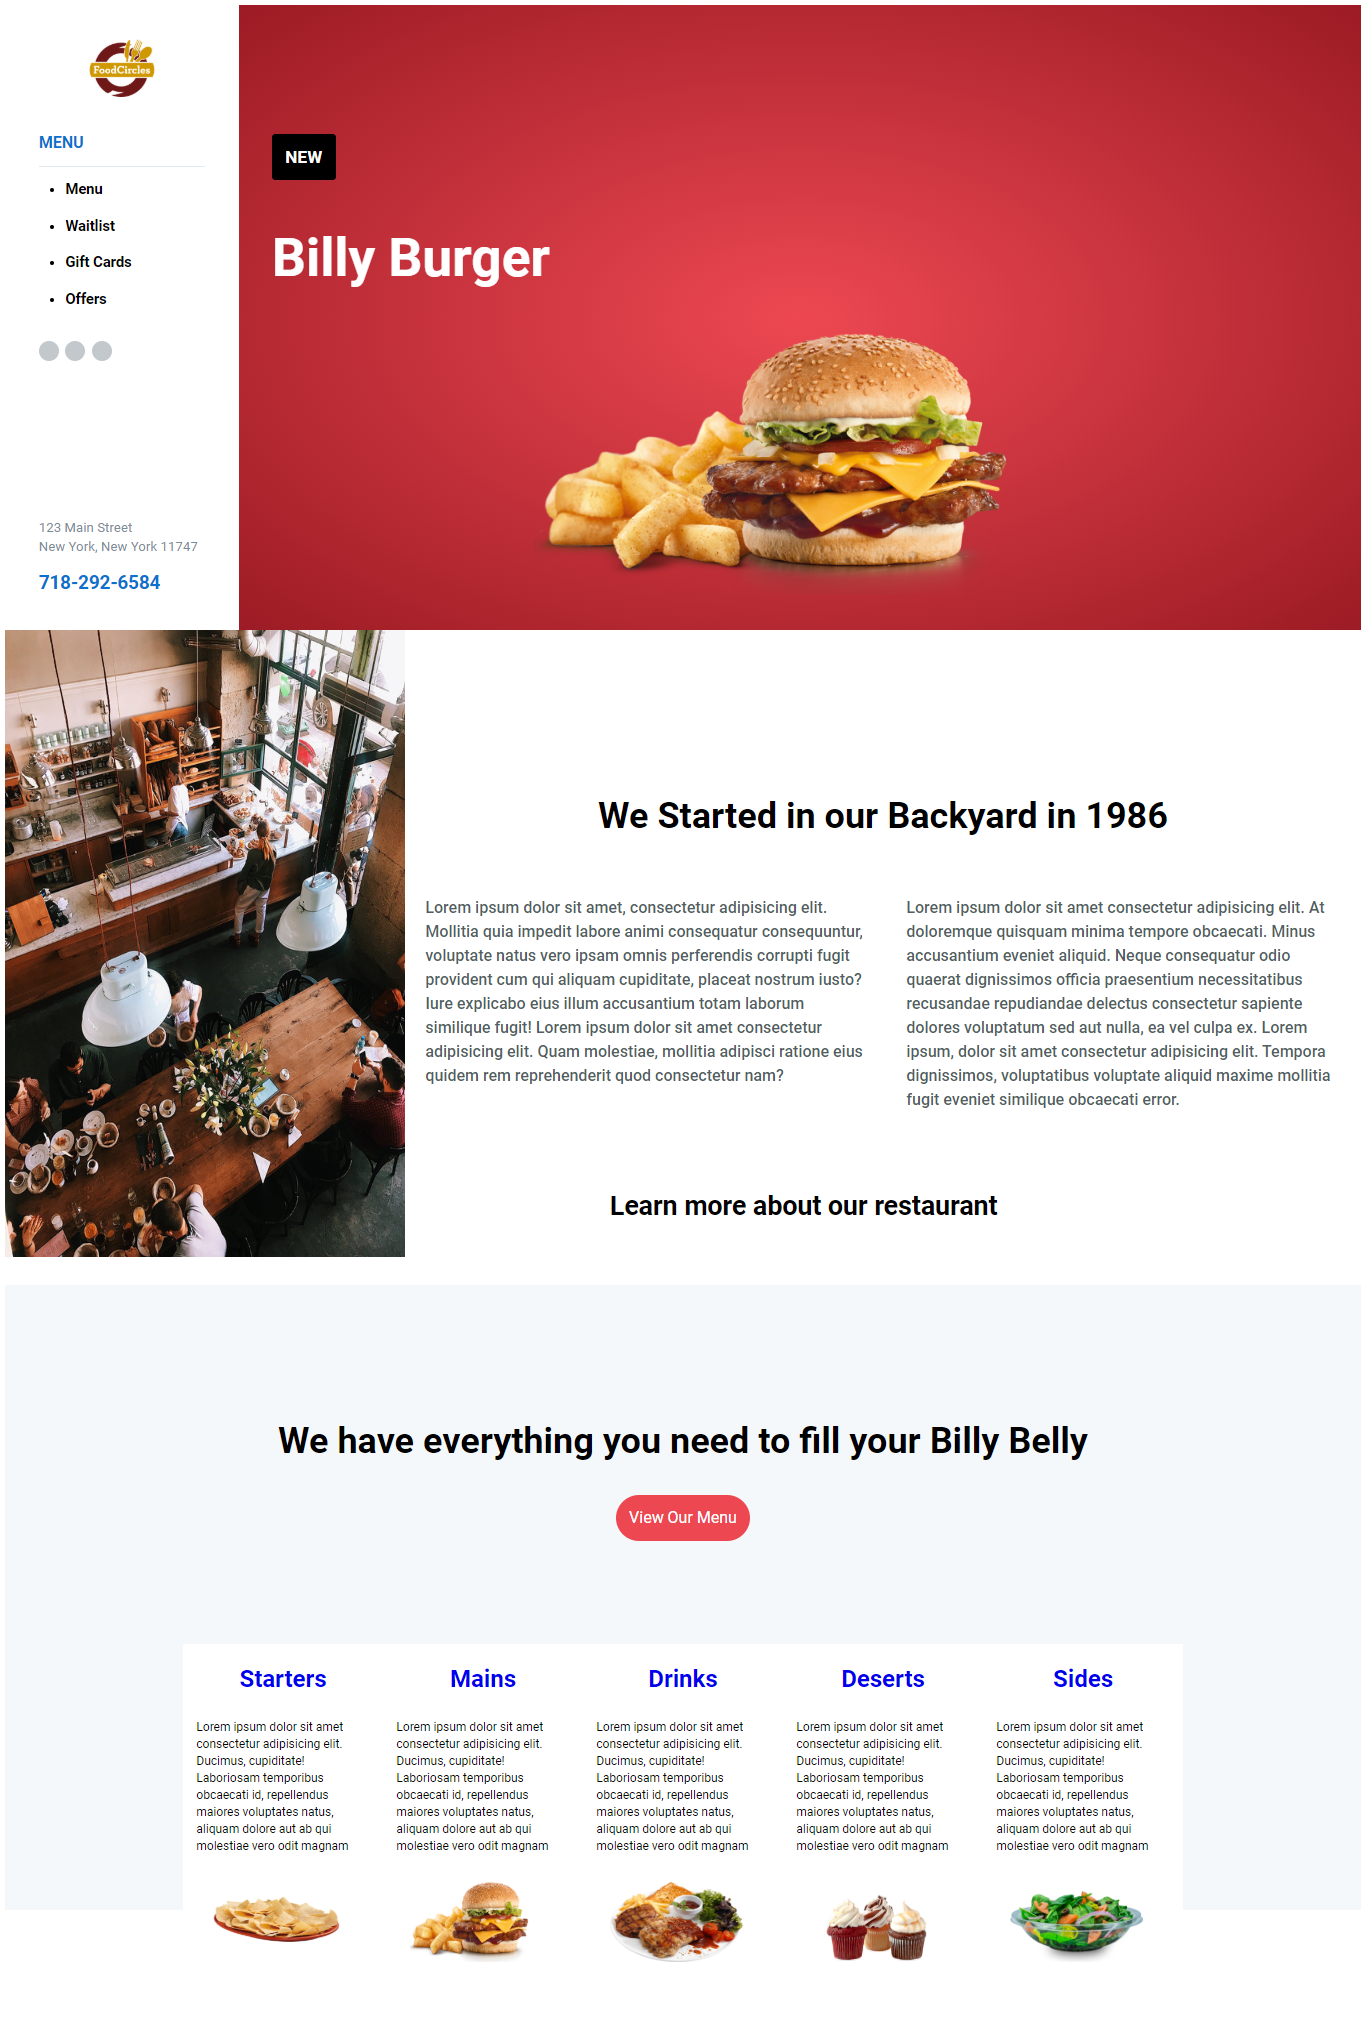 FoodCircles
MENU
Menu
Waitlist
Gift Cards
Offers
123 Main Street
New York, New York 11747
718-292-6584
NEW
Billy Burger
We Started in our Backyard in 1986
Lorem ipsum dolor sit amet, consectetur adipisicing elit.
Mollitia quia impedit labore animi consequatur consequuntur,
voluptate natus vero ipsam omnis perferendis corrupti fugit
provident cum qui aliquam cupiditate, placeat nostrum iusto?
Iure explicabo eius illum accusantium totam laborum
similique fugit! Lorem ipsum dolor sit amet consectetur
adipisicing elit. Quam molestiae, mollitia adipisci ratione eius
quidem rem reprehenderit quod consectetur nam?
Lorem ipsum dolor sit amet consectetur adipisicing elit. At
doloremque quisquam minima tempore obcaecati. Minus
accusantium eveniet aliquid. Neque consequatur odio
quaerat dignissimos officia praesentium necessitatibus
recusandae repudiandae delectus consectetur sapiente
dolores voluptatum sed aut nulla, ea vel culpa ex. Lorem
ipsum, dolor sit amet consectetur adipisicing elit. Tempora
dignissimos, voluptatibus voluptate aliquid maxime mollitia
fugit eveniet similique obcaecati error.
Learn more about our restaurant
We have everything you need to fill your Billy Belly
View Our Menu
Starters
Lorem ipsum dolor sit amet
consectetur adipisicing elit.
Ducimus, cupiditate!
Laboriosam temporibus
obcaecati id, repellendus
maiores voluptates natus,
aliquam dolore aut ab qui
molestiae vero odit magnam
Mains
Lorem ipsum dolor sit amet
consectetur adipisicing elit.
Ducimus, cupiditate!
Laboriosam temporibus
obcaecati id, repellendus
maiores voluptates natus,
aliquam dolore aut ab qui
molestiae vero odit magnam
Drinks
Lorem ipsum dolor sit amet
consectetur adipisicing elit.
Ducimus, cupiditate!
Laboriosam temporibus
obcaecati id, repellendus
maiores voluptates natus,
aliquam dolore aut ab qui
molestiae vero odit magnam
Deserts
Lorem ipsum dolor sit amet
consectetur adipisicing elit.
Ducimus, cupiditate!
Laboriosam temporibus
obcaecati id, repellendus
maiores voluptates natus,
aliquam dolore aut ab qui
molestiae vero odit magnam
Sides
Lorem ipsum dolor sit amet
consectetur adipisicing elit.
Ducimus, cupiditate!
Laboriosam temporibus
obcaecati id, repellendus
maiores voluptates natus,
aliquam dolore aut ab qui
molestiae vero odit magnam